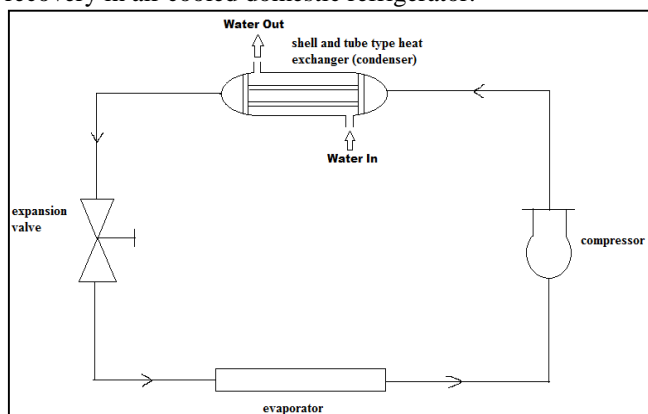 recovery in air cooled domestic refrigerator.
Water Out
shell and tube type heat
exchanger (condenser)
Water In
expansion
valve
compressor
evaporator